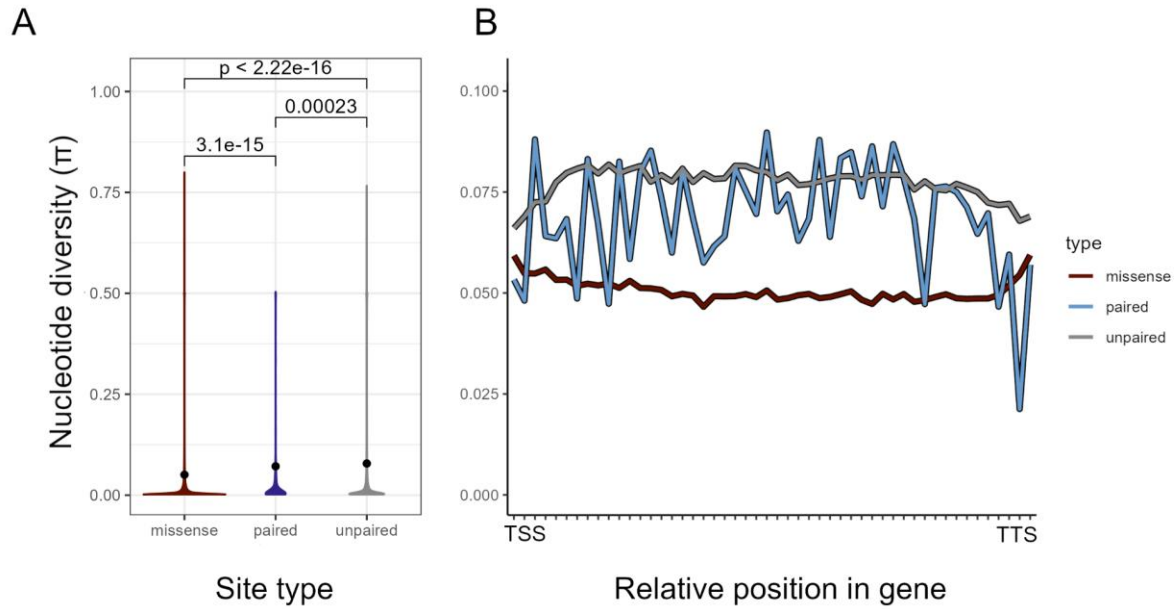 A
Nucleotide diversity (π)
1.00
0.75
0.50
0.25
0.00
p < 2.22e-16
0.00023
3.1e-15
missense paired unpaired
Site type
B
0.100
0.075
0.050
0.025
0.000
TSS TTS
Relative position in gene
type
missense
paired
unpaired